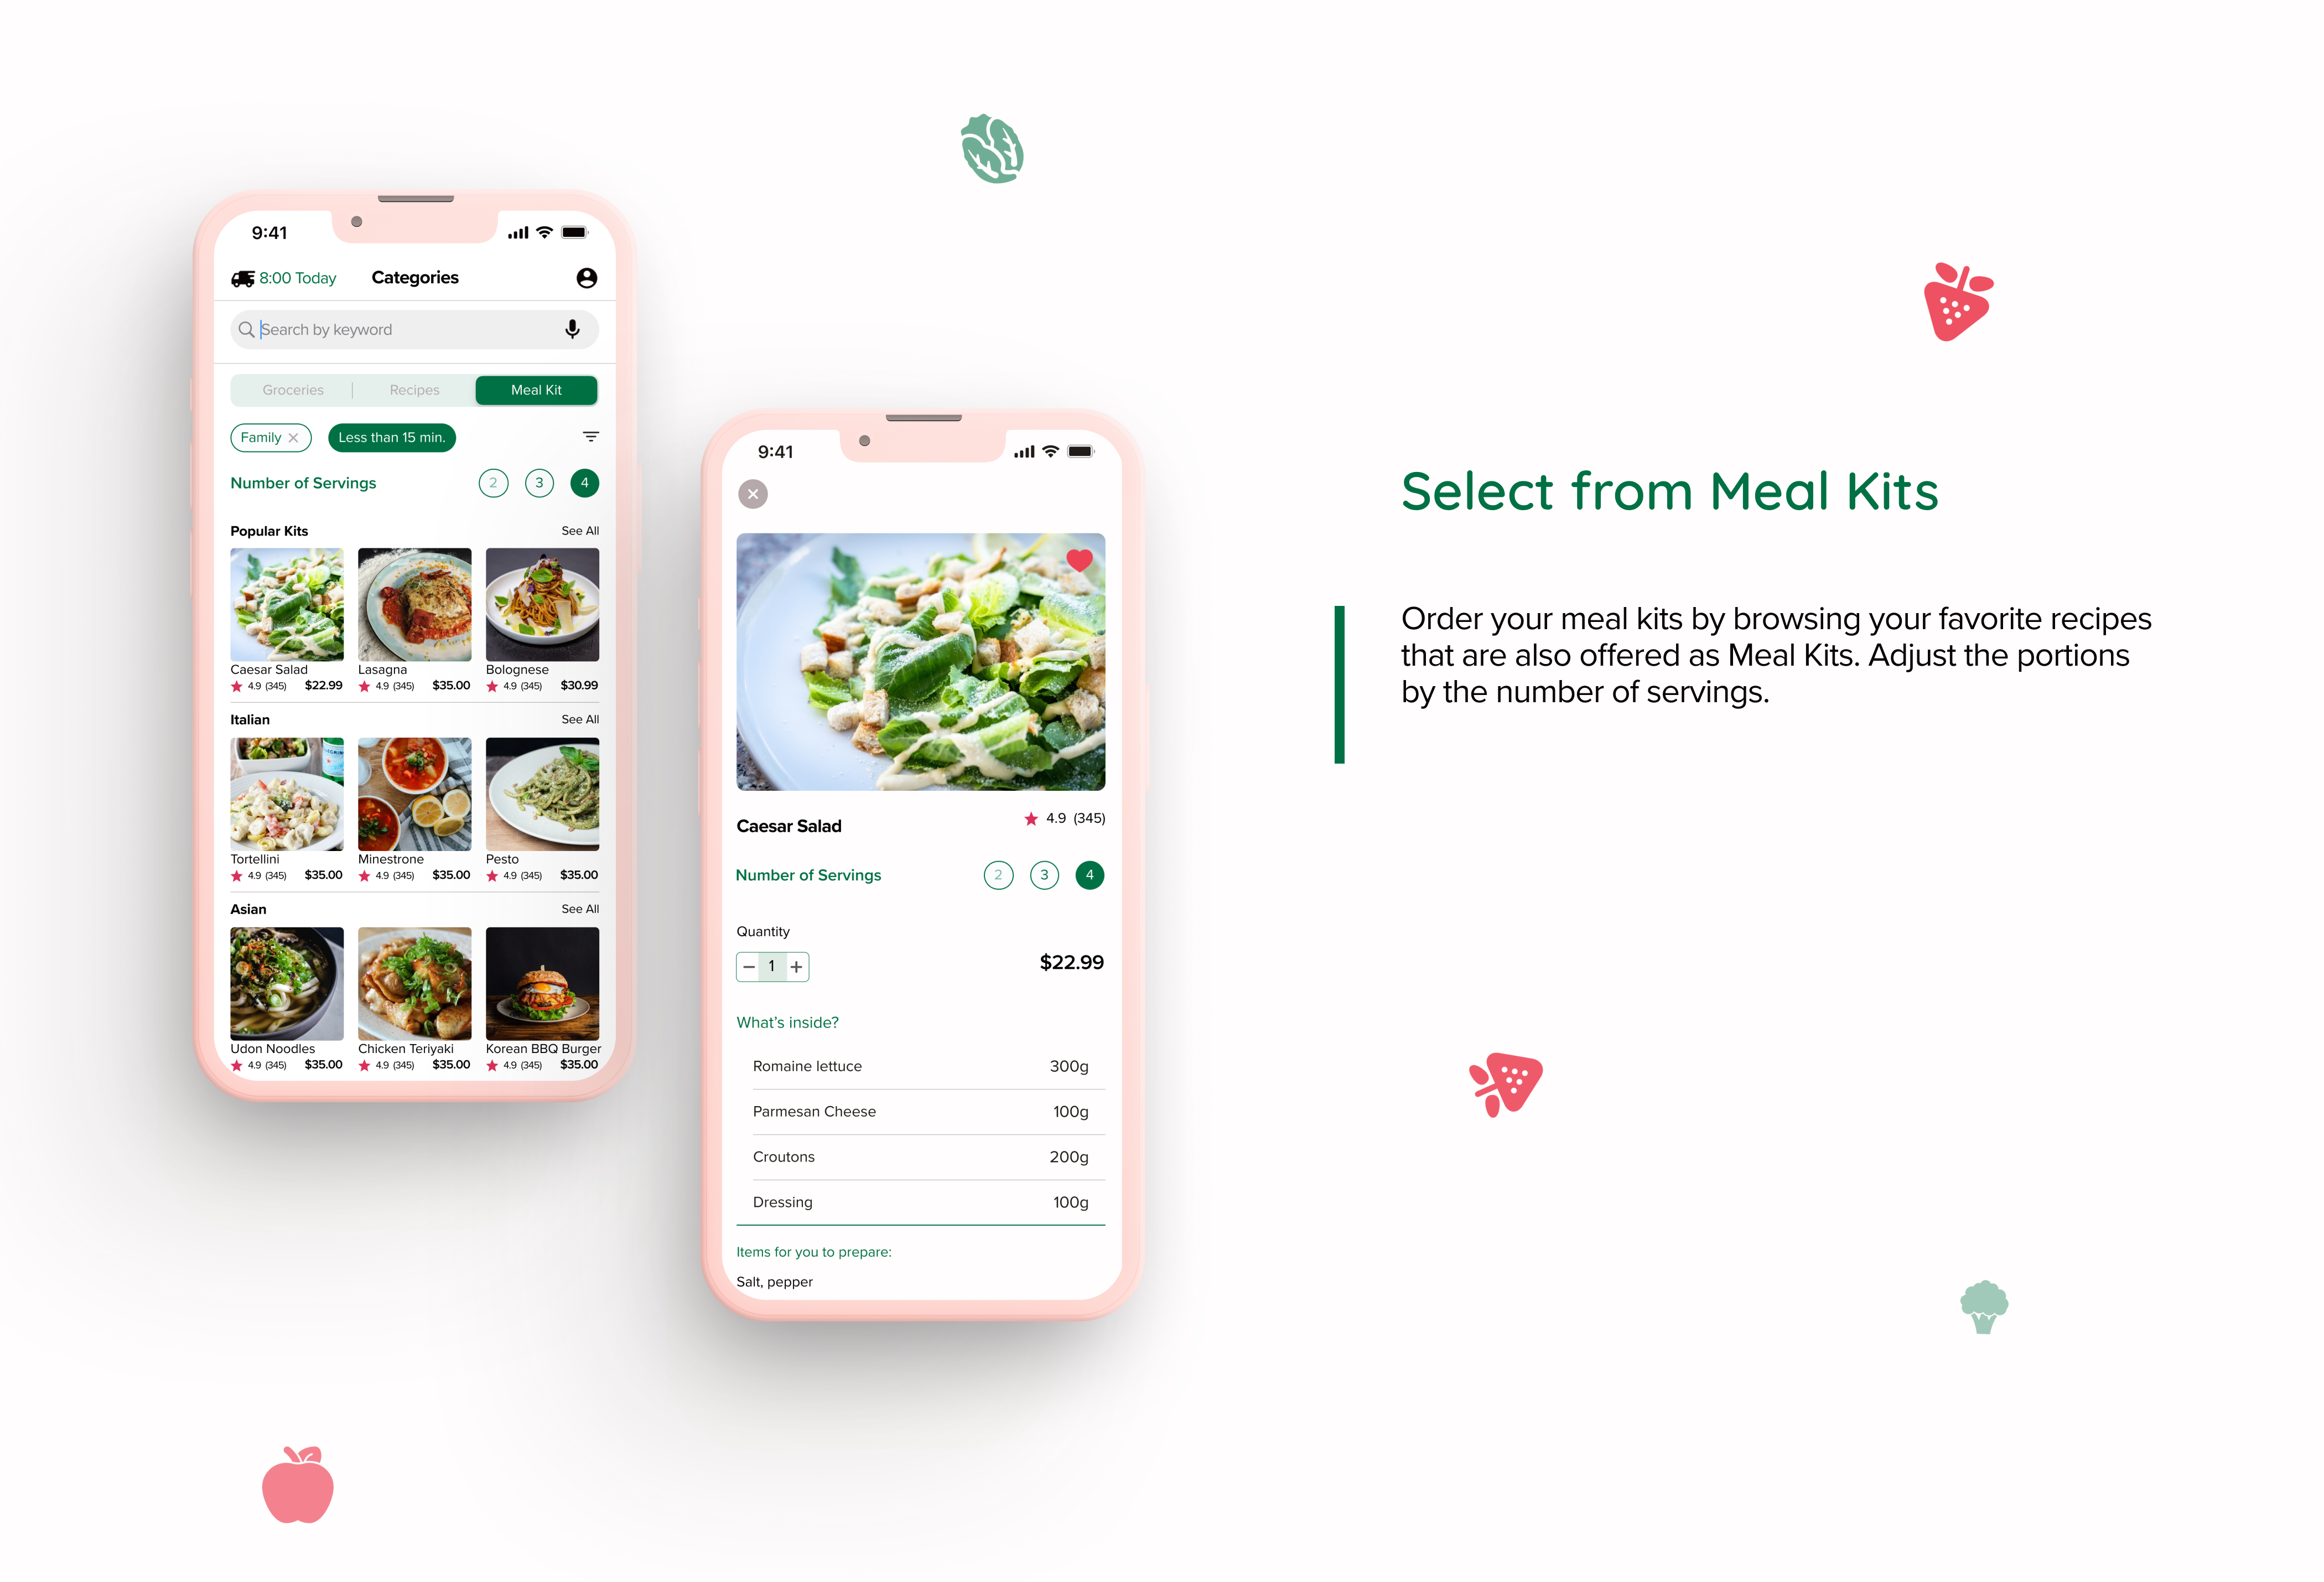 9:41
8:00 Today Categories
Search by keyword
Groceries | Recipes Meal Kit
Family × Less than 15 min.
Number of Servings 2 3 4
Popular Kits See All
Caesar Salad Lasagna Bolognese
4.9 (345) $22.99 4.9 (345) $35.00 4.9 (345) $30.99
Italian See All
Tortellini Minestrone Pesto
4.9 (345) $35.00 4.9 (345) $35.00 4.9 (345) $35.00
Asian See All
Udon Noodles Chicken Teriyaki Korean BBQ Burger
4.9 (345) $35.00 4.9 (345) $35.00 4.9 (345) $35.00
9:41
Caesar Salad 4.9 (345)
Number of Servings 2 3 4
Quantity
− 1 + $22.99
What's inside?
Romaine lettuce 300g
Parmesan Cheese 100g
Croutons 200g
Dressing 100g
Items for you to prepare:
Salt, pepper
Select from Meal Kits
Order your meal kits by browsing your favorite recipes
that are also offered as Meal Kits. Adjust the portions
by the number of servings.